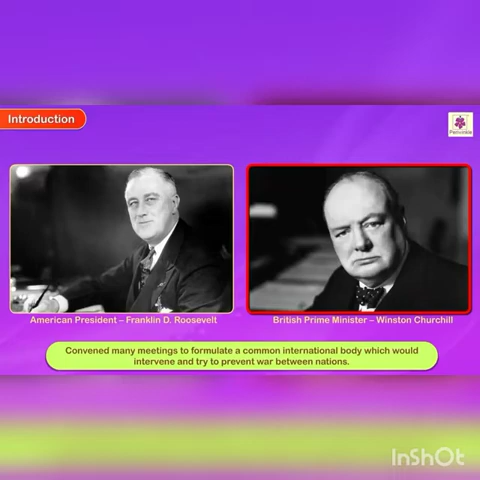 Introduction
Periwinkle
American President – Franklin D. Roosevelt
British Prime Minister – Winston Churchill
Convened many meetings to formulate a common international body which would
intervene and try to prevent war between nations.
InShOt